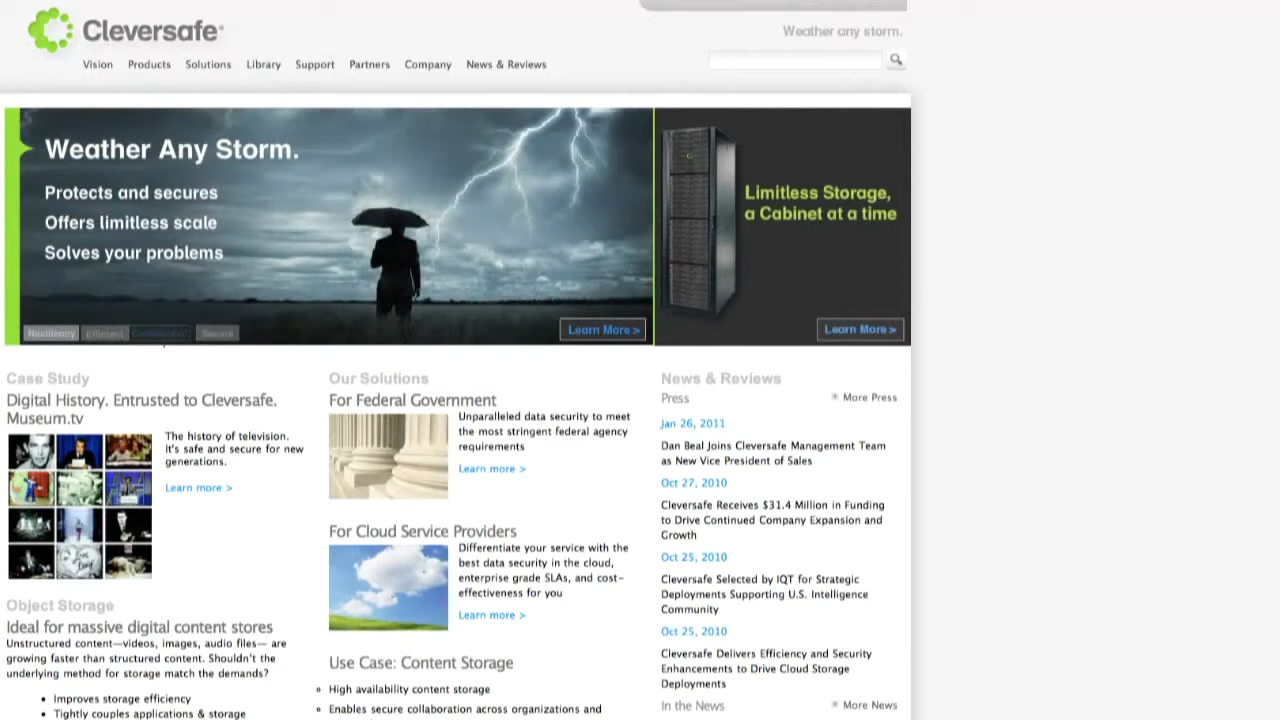 Cleversafe
Weather any storm.
Vision Products Solutions Library Support Partners Company News & Reviews
Weather Any Storm.
Protects and secures
Offers limitless scale
Solves your problems
Resiliency Efficient Secure
Learn More >
Limitless Storage,
a Cabinet at a time
Learn More >
Case Study
Digital History. Entrusted to Cleversafe.
Museum.tv
The history of television.
It's safe and secure for new
generations.
Learn more >
Object Storage
Ideal for massive digital content stores
Unstructured content—videos, images, audio files— are
growing faster than structured content. Shouldn't the
underlying method for storage match the demands?
• Improves storage efficiency
• Tightly couples applications & storage
Our Solutions
For Federal Government
Unparalleled data security to meet
the most stringent federal agency
requirements
Learn more >
For Cloud Service Providers
Differentiate your service with the
best data security in the cloud,
enterprise grade SLAs, and cost-
effectiveness for you
Learn more >
Use Case: Content Storage
High availability content storage
Enables secure collaboration across organizations and
News & Reviews
Press
More Press
Jan 26, 2011
Dan Beal Joins Cleversafe Management Team
as New Vice President of Sales
Oct 27, 2010
Cleversafe Receives $31.4 Million in Funding
to Drive Continued Company Expansion and
Growth
Oct 25, 2010
Cleversafe Selected by IQT for Strategic
Deployments Supporting U.S. Intelligence
Community
Oct 25, 2010
Cleversafe Delivers Efficiency and Security
Enhancements to Drive Cloud Storage
Deployments
In the News
More News